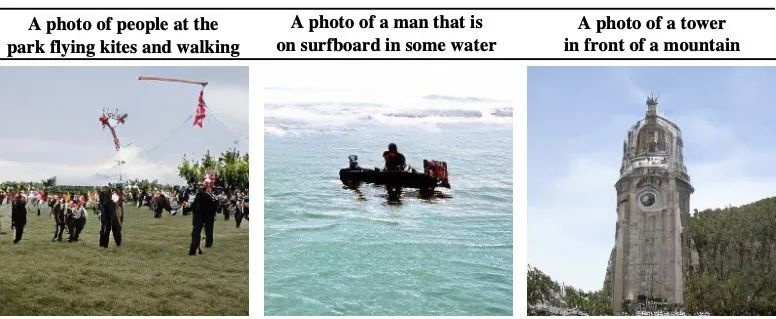 A photo of people at the
park flying kites and walking
A photo of a man that is
on surfboard in some water
A photo of a tower
in front of a mountain